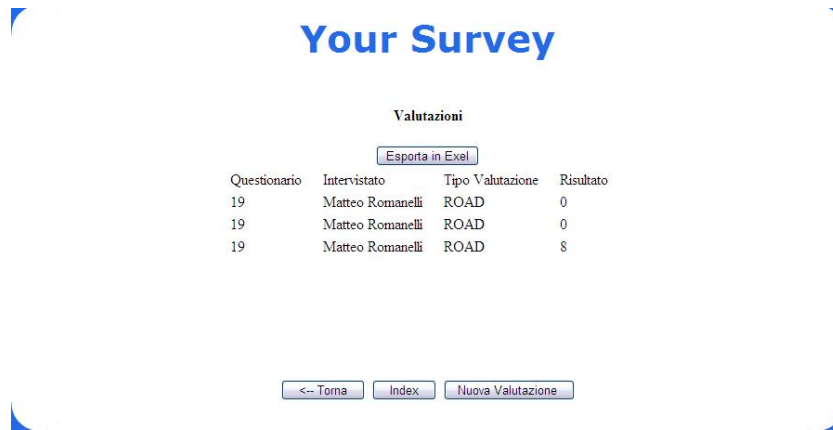 Your Survey
Valutazioni
Esporta in Exel
Questionario Intervistato Tipo Valutazione Risultato
19 Matteo Romanelli ROAD 0
19 Matteo Romanelli ROAD 0
19 Matteo Romanelli ROAD 8
<-- Torna Index Nuova Valutazione